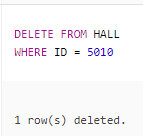 DELETE FROM HALL
WHERE ID = 5010
1 row(s) deleted.